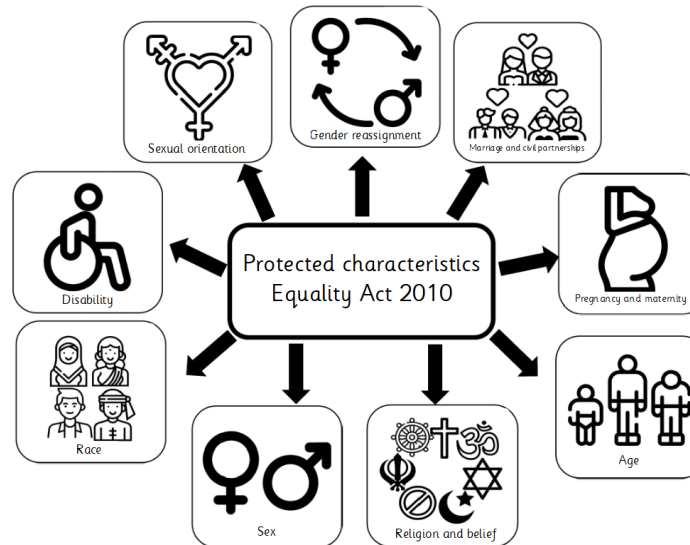 Sexual orientation
Gender reassignment
Marriage and civil partnerships
Disability
Protected characteristics
Equality Act 2010
Pregnancy and maternity
Race
Sex
Religion and belief
Age